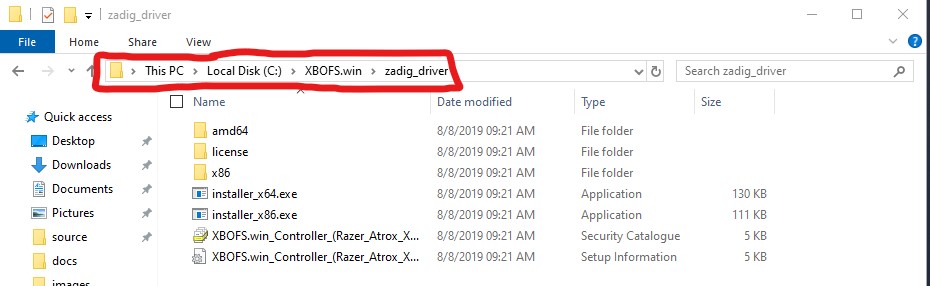 zadig_driver
File Home Share View
This PC Local Disk (C:) XBOFS.win zadig_driver Search zadig_driver
Name Date modified Type Size
Quick access
Desktop
Downloads
Documents
Pictures
source
docs
images
amd64 8/8/2019 09:21 AM File folder
license 8/8/2019 09:21 AM File folder
x86 8/8/2019 09:21 AM File folder
installer_x64.exe 8/8/2019 09:21 AM Application 130 KB
installer_x86.exe 8/8/2019 09:21 AM Application 111 KB
XBOFS.win_Controller_(Razer_Atrox_X... 8/8/2019 09:21 AM Security Catalogue 5 KB
XBOFS.win_Controller_(Razer_Atrox_X... 8/8/2019 09:21 AM Setup Information 5 KB